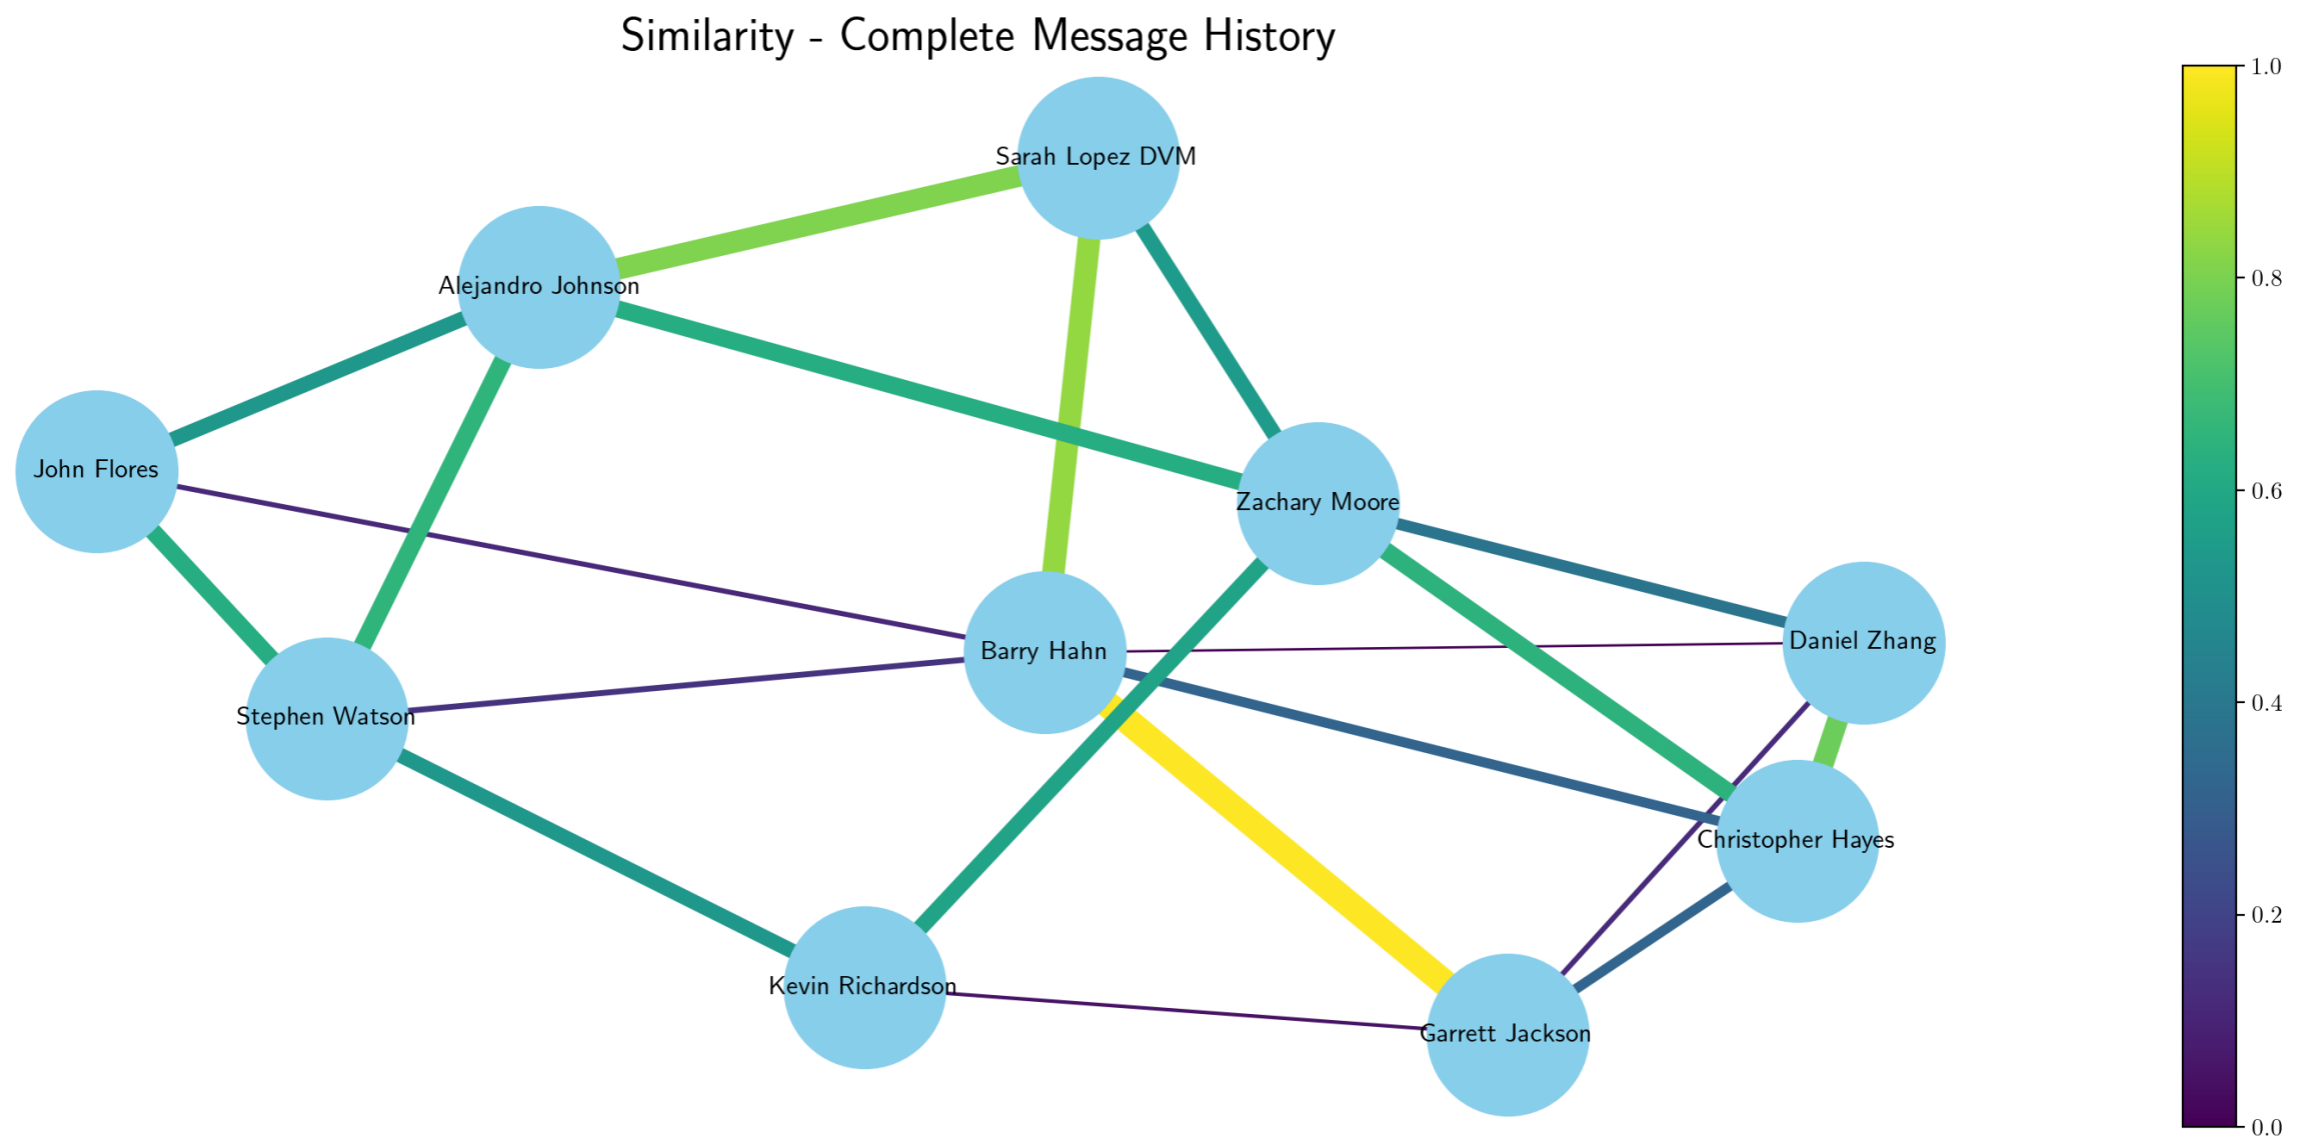 Similarity - Complete Message History
Sarah Lopez DVM
Alejandro Johnson
John Flores
Zachary Moore
Barry Hahn
Daniel Zhang
Stephen Watson
Christopher Hayes
Kevin Richardson
Garrett Jackson
1.0
0.8
0.6
0.4
0.2
0.0